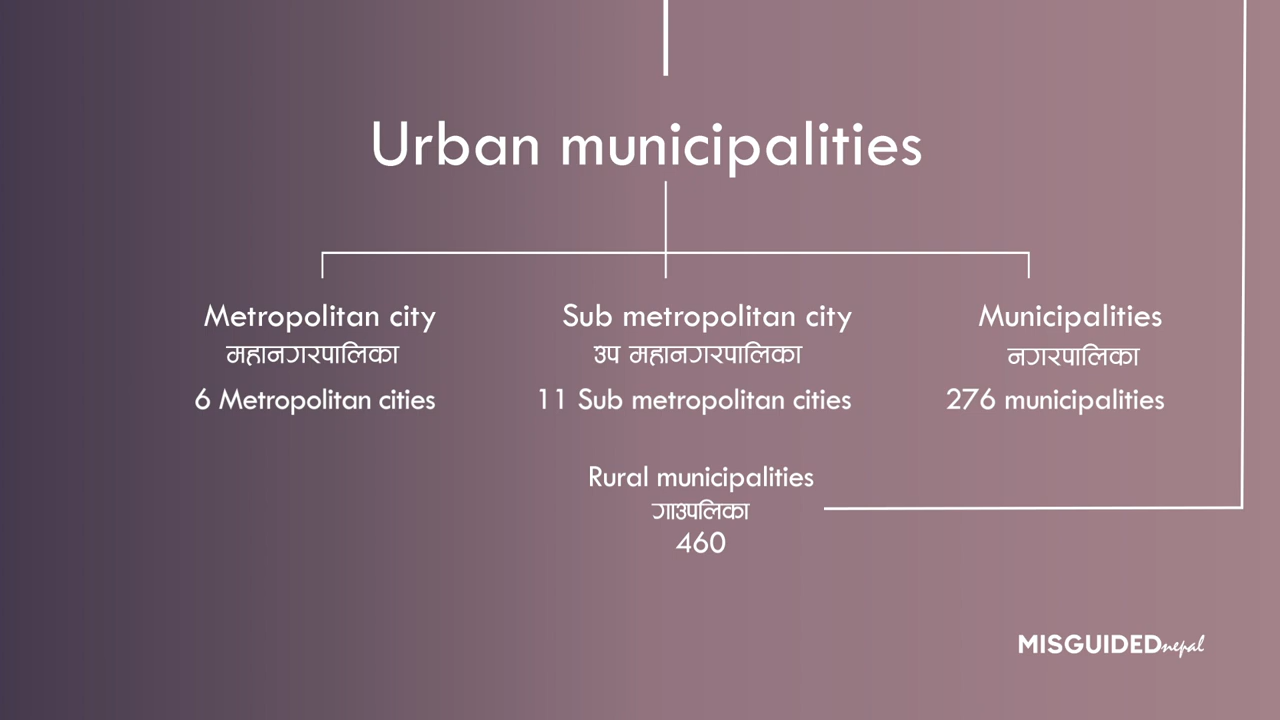 Urban municipalities
Metropolitan city
महानगरपालिका
6 Metropolitan cities
Sub metropolitan city
उप महानगरपालिका
11 Sub metropolitan cities
Municipalities
नगरपालिका
276 municipalities
Rural municipalities
गाउपलिका
460
MISGUIDEDnepal